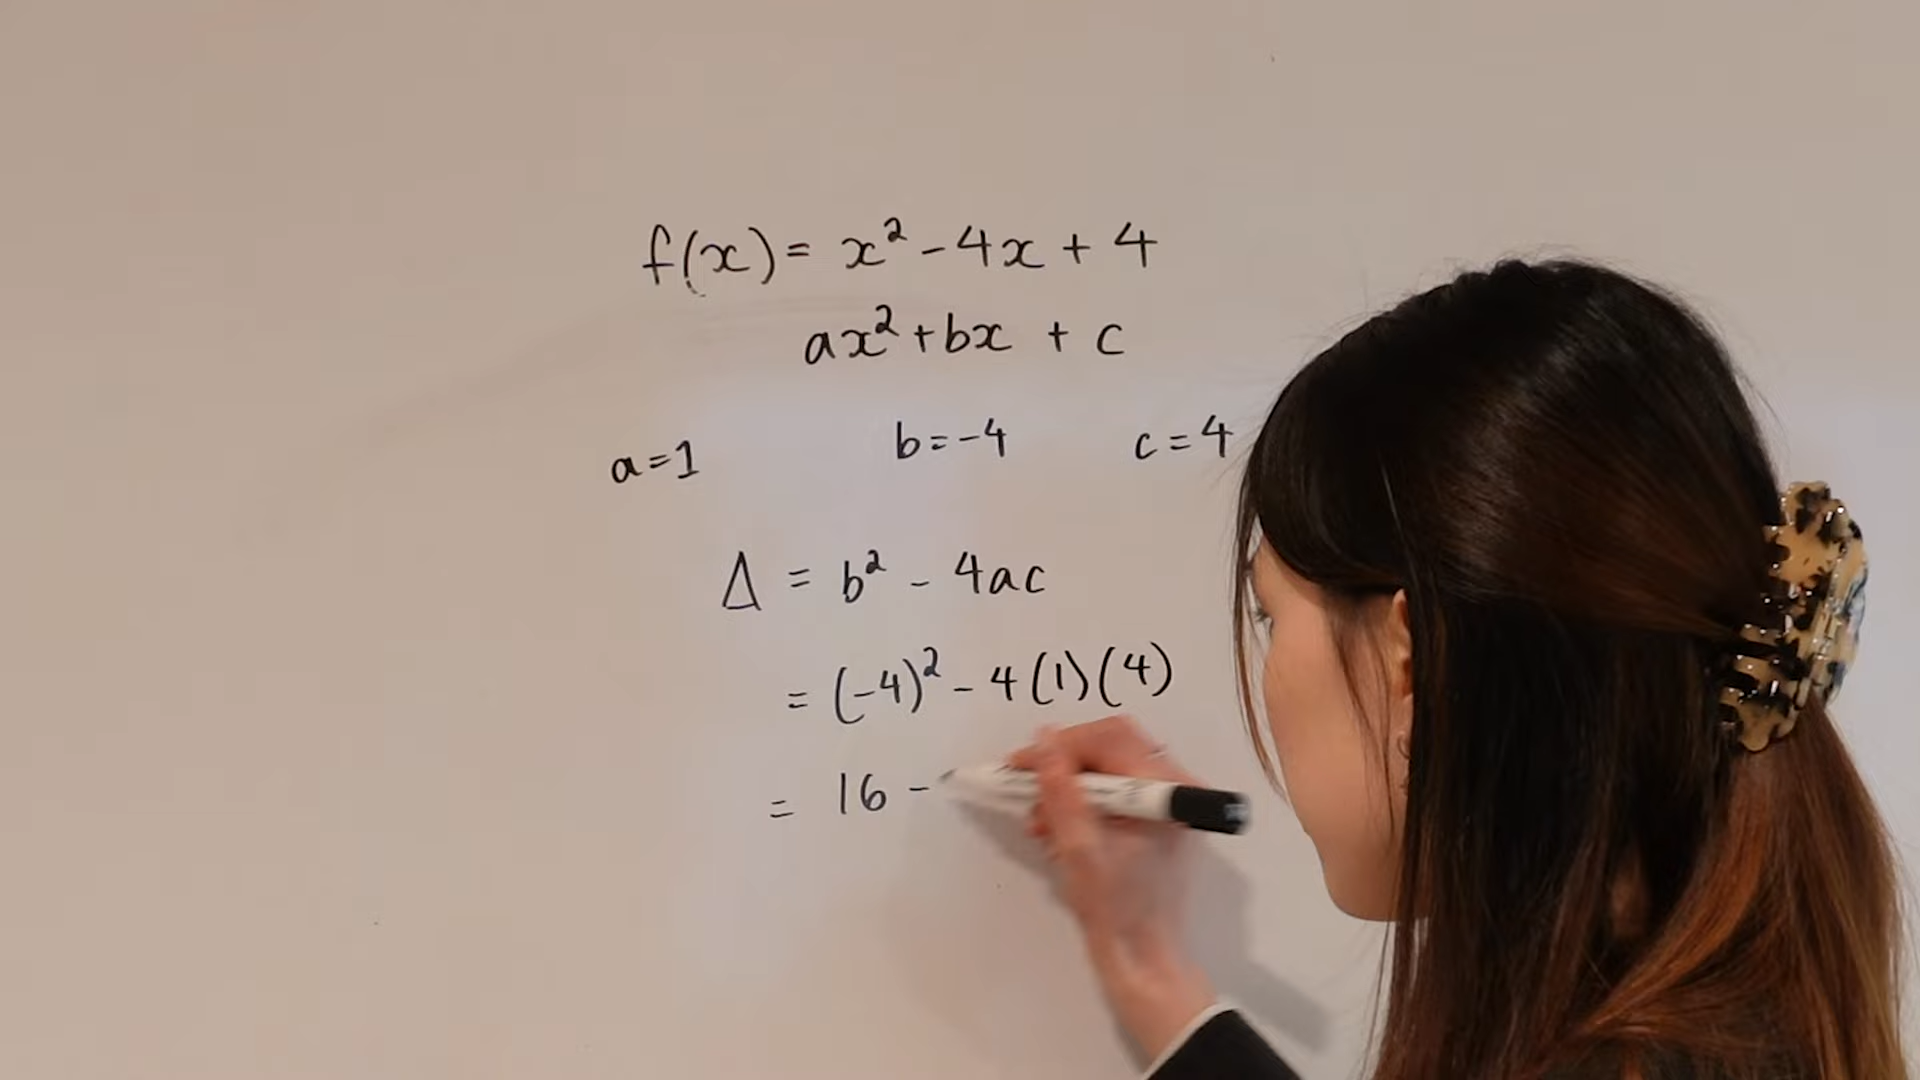 f(x) = x² - 4x + 4
ax² + bx + c
a = 1 b = -4 c = 4
Δ = b² - 4ac
= (-4)² - 4(1)(4)
= 16 -